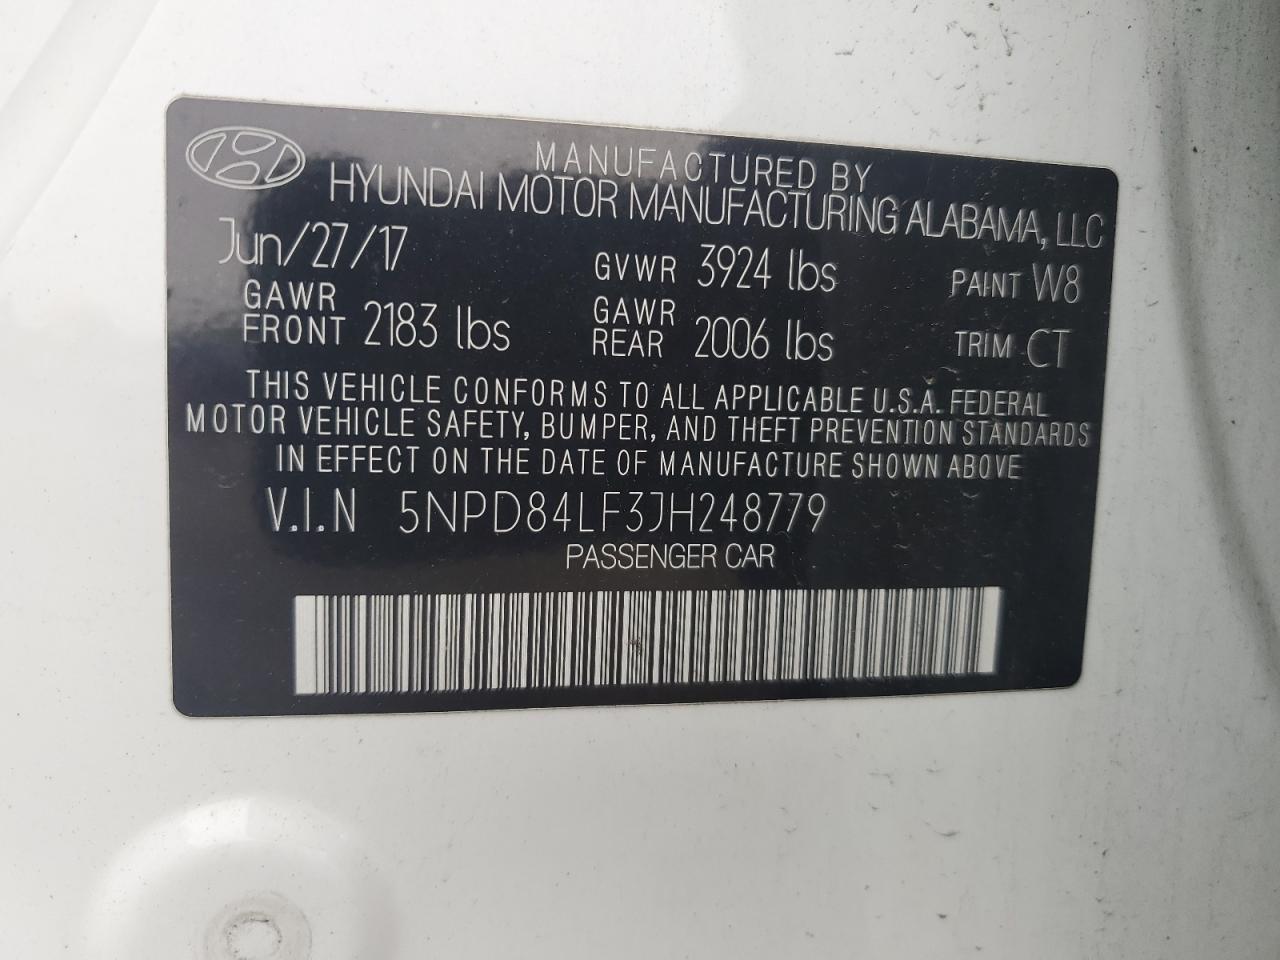 MANUFACTURED BY
HYUNDAI MOTOR MANUFACTURING ALABAMA, LLC
Jun/27/17 GVWR 3924 lbs PAINT W8
GAWR FRONT 2183 lbs GAWR REAR 2006 lbs TRIM CT
THIS VEHICLE CONFORMS TO ALL APPLICABLE U.S.A. FEDERAL
MOTOR VEHICLE SAFETY, BUMPER, AND THEFT PREVENTION STANDARDS
IN EFFECT ON THE DATE OF MANUFACTURE SHOWN ABOVE
V.I.N 5NPD84LF3JH248779
PASSENGER CAR